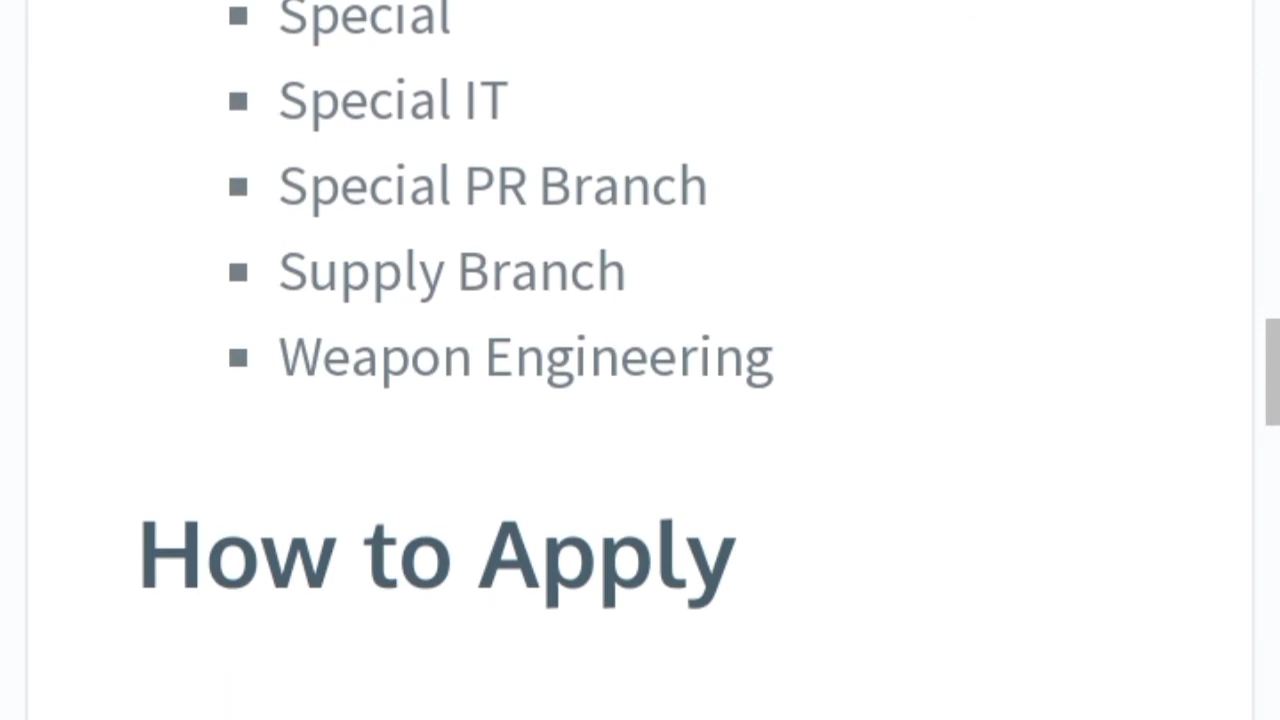 Special
Special IT
Special PR Branch
Supply Branch
Weapon Engineering
How to Apply